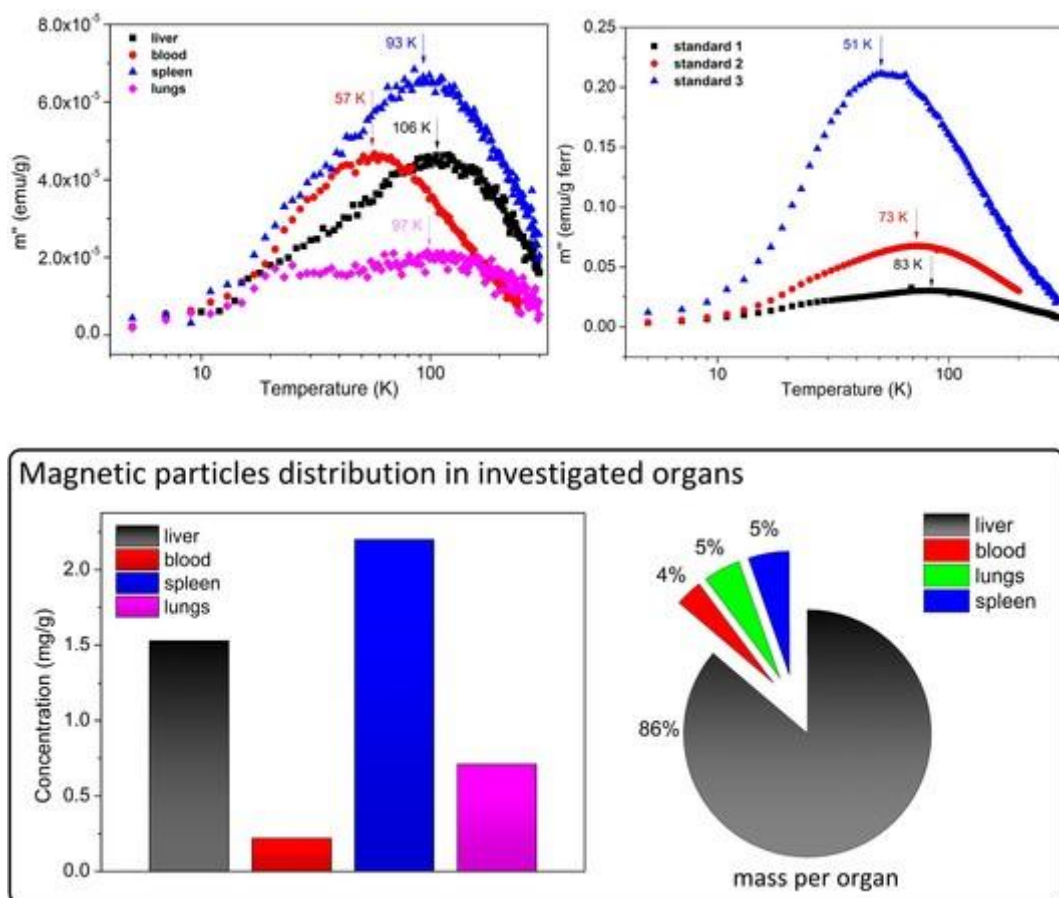 8.0x10⁻⁵
6.0x10⁻⁵
4.0x10⁻⁵
2.0x10⁻⁵
0.0
m'' (emu/g)
liver
blood
spleen
lungs
93 K
57 K
106 K
97 K
10
100
Temperature (K)
0.25
0.20
0.15
0.10
0.05
0.00
m'' (emu/g ferr)
standard 1
standard 2
standard 3
51 K
73 K
83 K
10
100
Temperature (K)
Magnetic particles distribution in investigated organs
2.0
1.5
1.0
0.5
0.0
Concentration (mg/g)
liver
blood
spleen
lungs
5%
5%
4%
86%
liver
blood
lungs
spleen
mass per organ